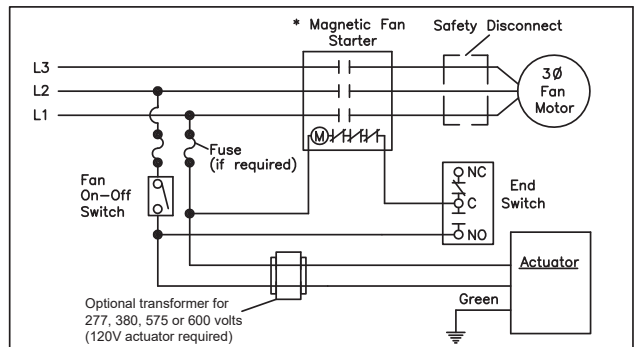 * Magnetic Fan
Starter
Safety Disconnect
L3
L2
L1
3Ø
Fan
Motor
M
Fuse
(if required)
Fan
On-Off
Switch
NC
C
NO
End
Switch
Actuator
Green
Optional transformer for
277, 380, 575 or 600 volts
(120V actuator required)